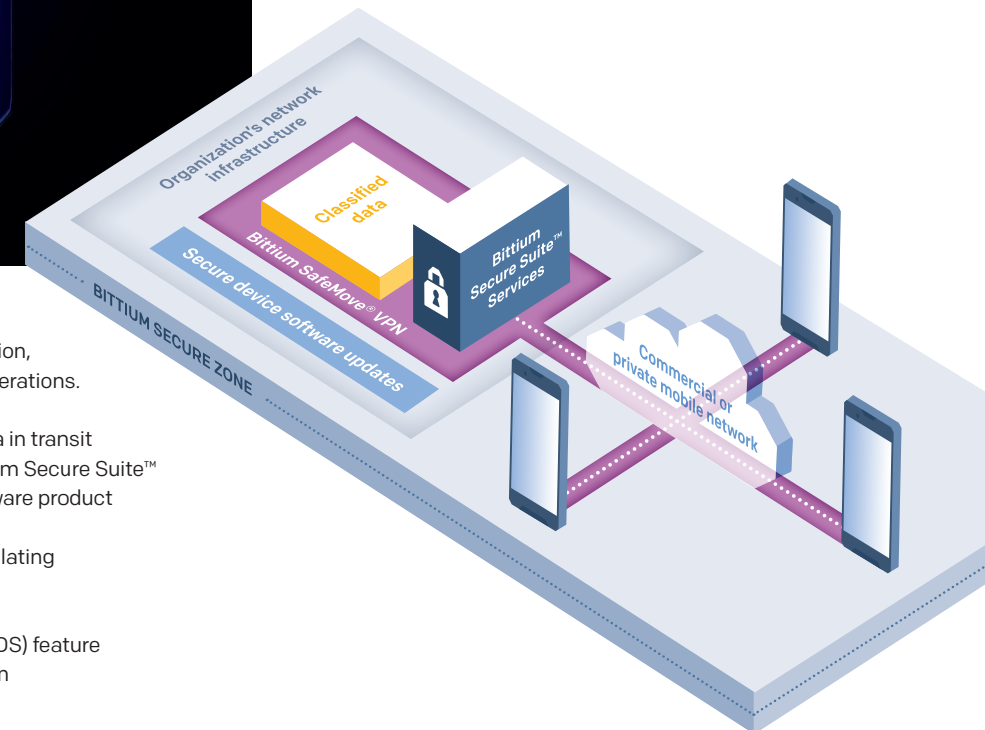 Organization's network
infrastructure
Classified
data
Bittium SafeMove® VPN
Secure device software updates
Bittium
Secure Suite™
Services
BITTIUM SECURE ZONE
Commercial or
private mobile network
ion,
erations.
a in transit
m Secure Suite™
ware product
lating
OS) feature
n